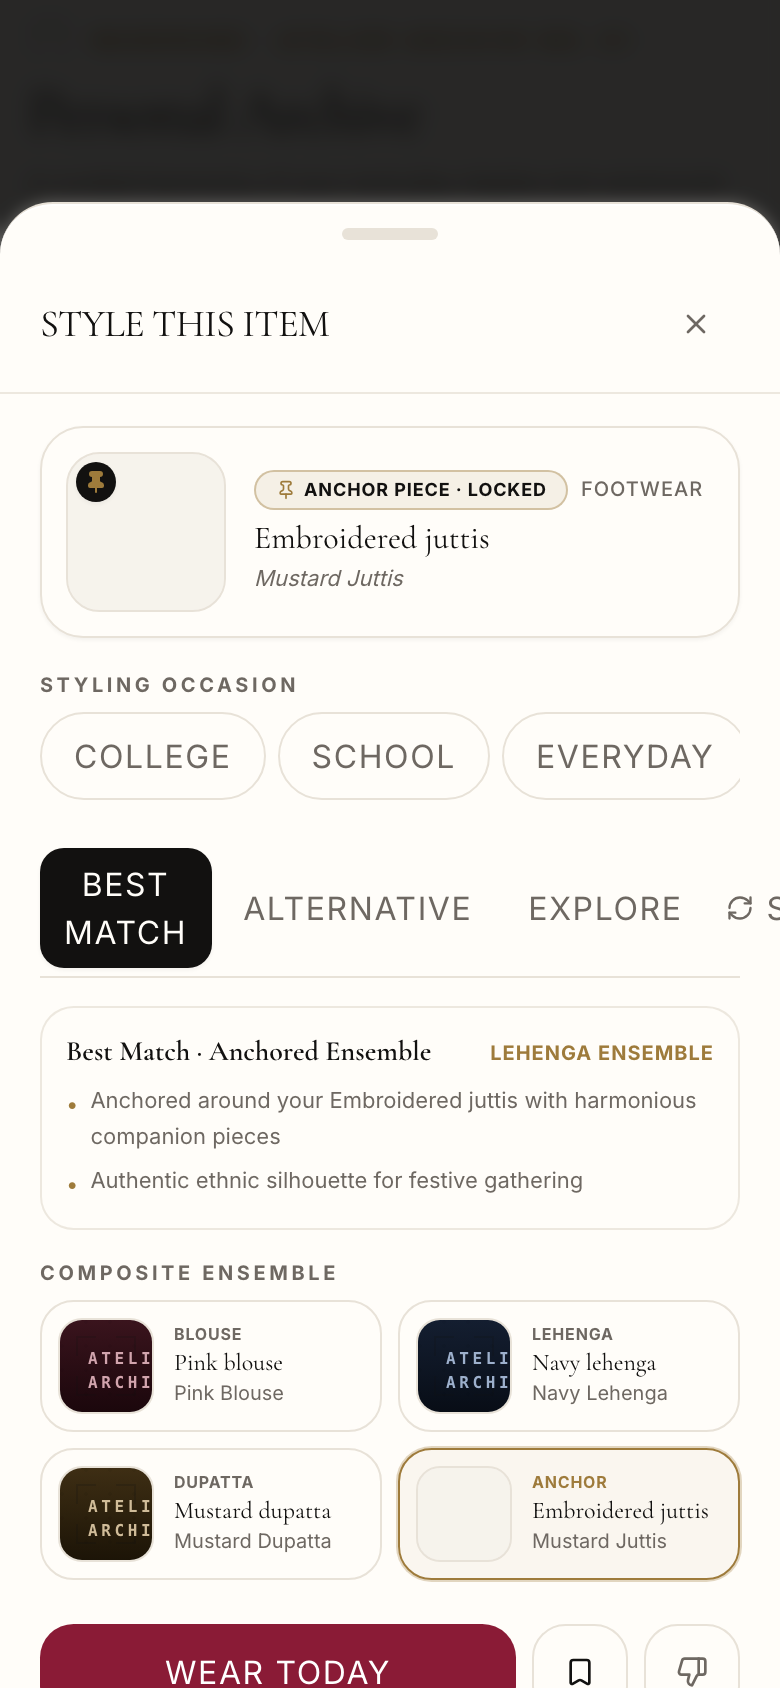 Personal Archive
STYLE THIS ITEM
ANCHOR PIECE · LOCKED FOOTWEAR
Embroidered juttis
Mustard Juttis
STYLING OCCASION
COLLEGE SCHOOL EVERYDAY
BEST
MATCH
ALTERNATIVE EXPLORE S
Best Match · Anchored Ensemble LEHENGA ENSEMBLE
• Anchored around your Embroidered juttis with harmonious
companion pieces
• Authentic ethnic silhouette for festive gathering
COMPOSITE ENSEMBLE
ATELI
ARCHI
BLOUSE
Pink blouse
Pink Blouse
ATELI
ARCHI
LEHENGA
Navy lehenga
Navy Lehenga
ATELI
ARCHI
DUPATTA
Mustard dupatta
Mustard Dupatta
ANCHOR
Embroidered juttis
Mustard Juttis
WEAR TODAY